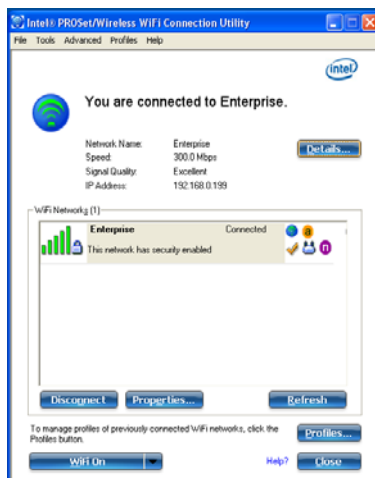 Intel® PROSet/Wireless WiFi Connection Utility
File Tools Advanced Profiles Help
intel
You are connected to Enterprise.
Network Name: Enterprise
Speed: 300.0 Mbps
Signal Quality: Excellent
IP Address: 192.168.0.199
Details...
WiFi Networks (1)
Enterprise Connected
a
This network has security enabled
n
Disconnect Properties... Refresh
To manage profiles of previously connected WiFi networks, click the
Profiles button.
Profiles...
WiFi On Help? Close